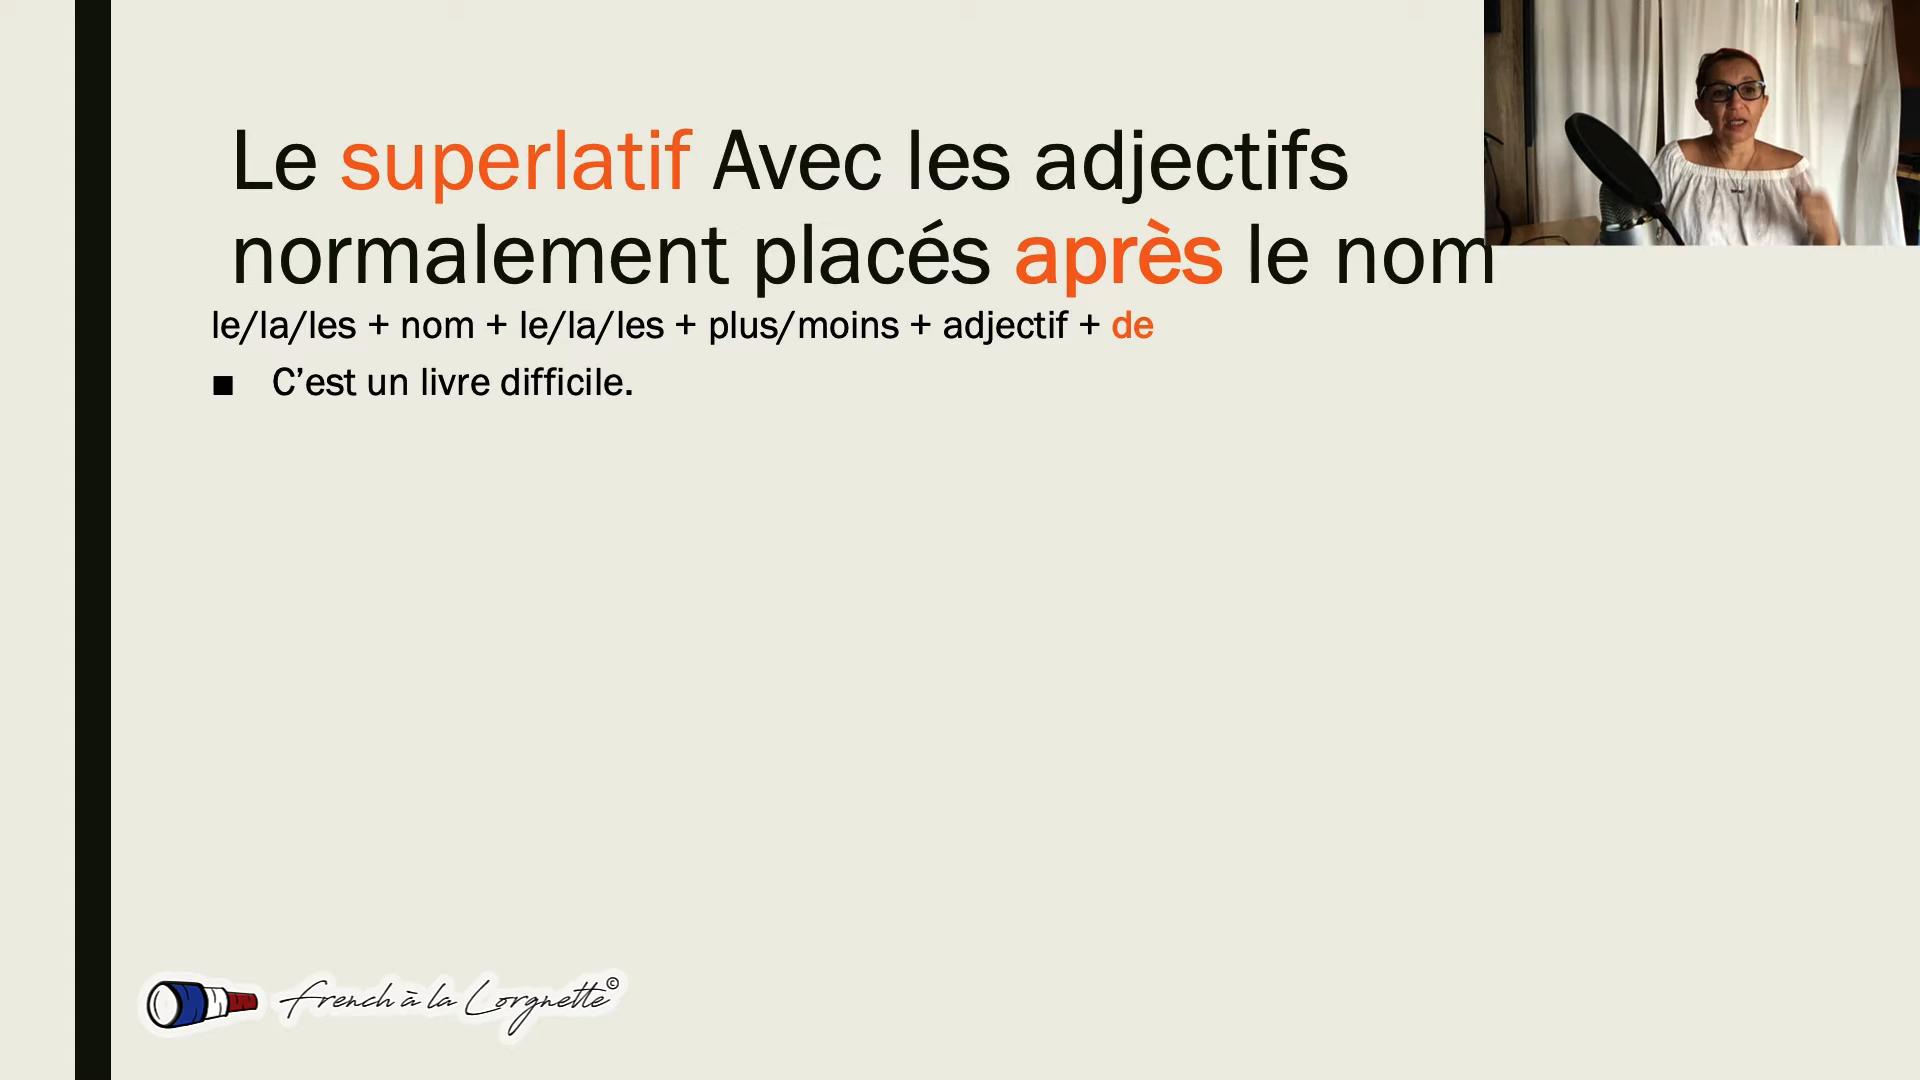 Le superlatif Avec les adjectifs
normalement placés après le nom
le/la/les + nom + le/la/les + plus/moins + adjectif + de
■ C’est un livre difficile.
French à la Lorgnette©